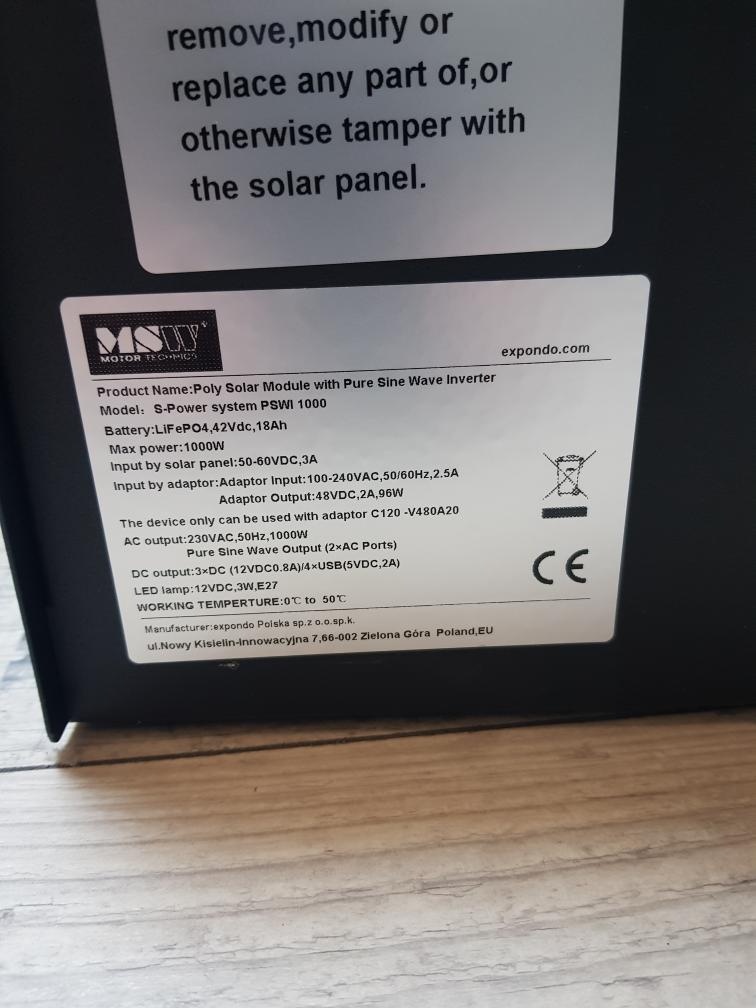 remove,modify or
replace any part of,or
otherwise tamper with
the solar panel.
MSW®
MOTOR TECHNICS
expondo.com
Product Name:Poly Solar Module with Pure Sine Wave Inverter
Model: S-Power system PSWI 1000
Battery:LiFePO4,42Vdc,18Ah
Max power:1000W
Input by solar panel:50-60VDC,3A
Input by adaptor:Adaptor Input:100-240VAC,50/60Hz,2.5A
Adaptor Output:48VDC,2A,96W
The device only can be used with adaptor C120 -V480A20
AC output:230VAC,50Hz,1000W
Pure Sine Wave Output (2×AC Ports)
DC output:3×DC (12VDC0.8A)/4×USB(5VDC,2A)
LED lamp:12VDC,3W,E27
WORKING TEMPERTURE:0℃ to 50℃
CE
Manufacturer:expondo Polska sp.z o.o.sp.k.
ul.Nowy Kisielin-Innowacyjna 7,66-002 Zielona Góra Poland,EU